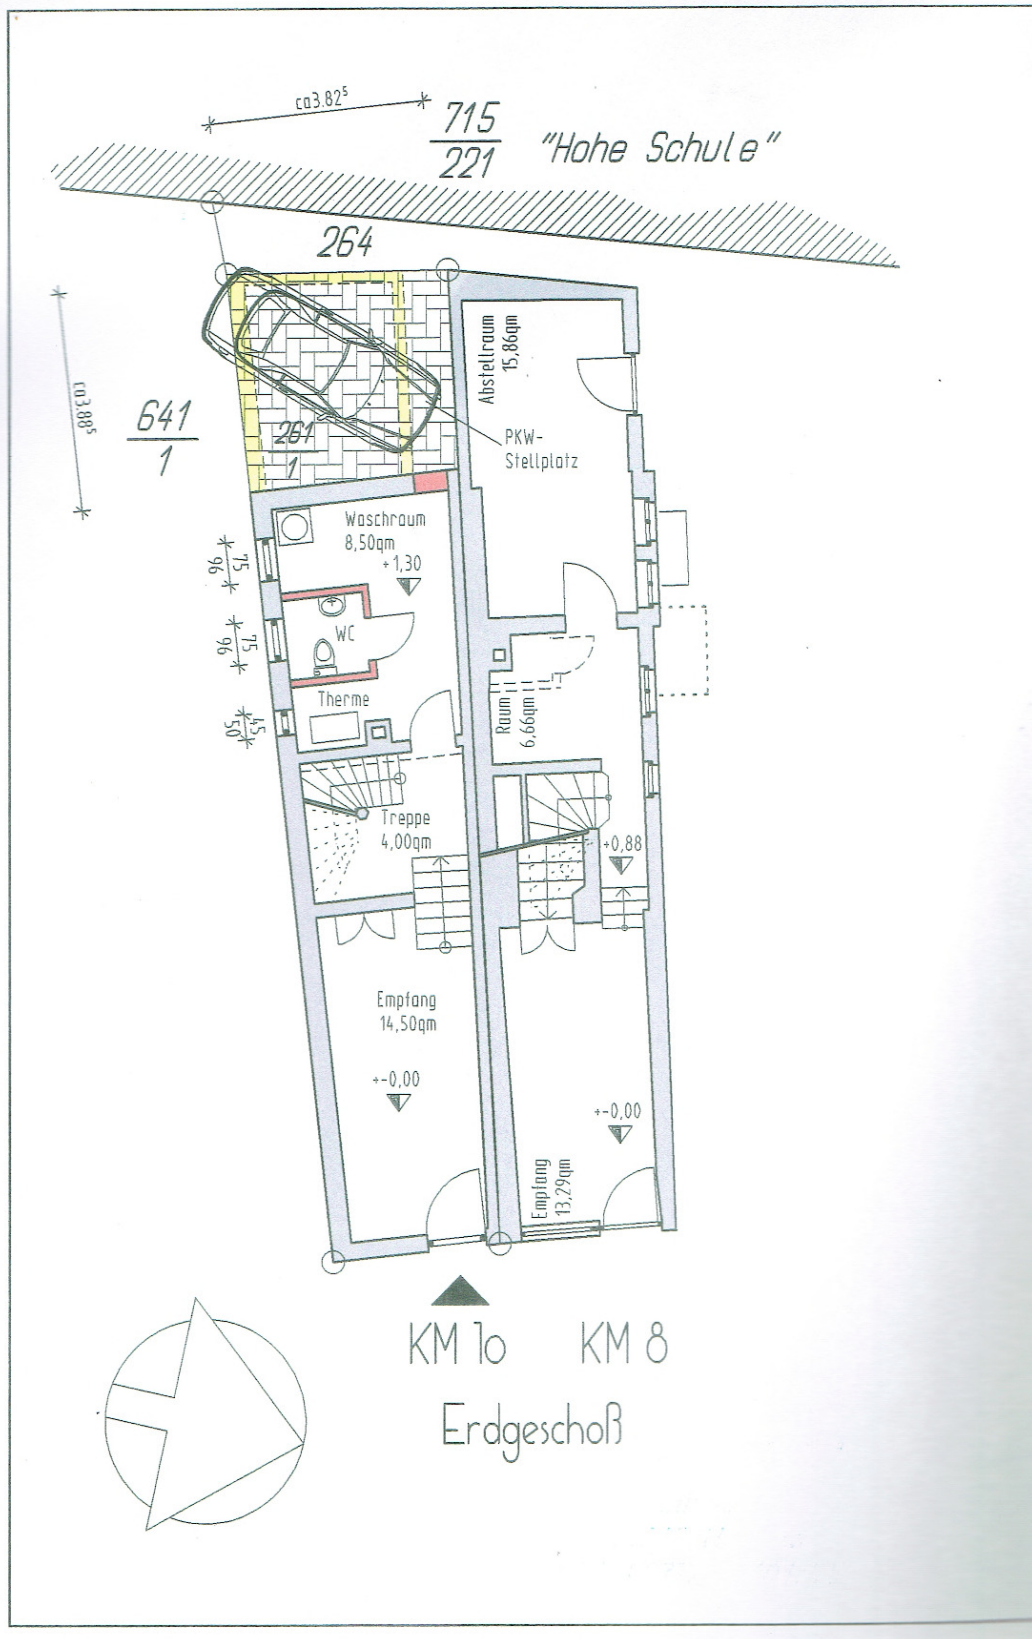 ca3.82⁵
715
221
"Hohe Schule"
264
ca3.88⁵
641
1
261
1
Abstellraum
15,86qm
PKW-
Stellplatz
Waschraum
8,50qm
+1,30
75
96
WC
75
96
Therme
45
50
Raum
6,66qm
Treppe
4,00qm
+0,88
Empfang
14,50qm
+-0,00
+-0,00
Empfang
13,29qm
KM 10 KM 8
Erdgeschoß